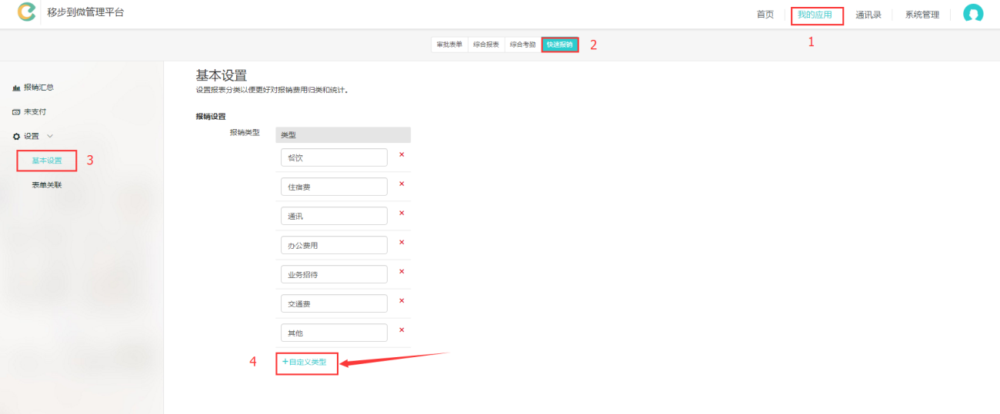 移步到微管理平台
首页 我的应用 通讯录 系统管理
1
审批表单 综合报表 综合考勤 快速报销 2
报销汇总
未支付
设置
基本设置 3
表单关联
基本设置
设置报表分类以便更好对报销费用归类和统计。
报销设置
报销类型 类型
餐饮 ×
住宿费 ×
通讯 ×
办公费用 ×
业务招待 ×
交通费 ×
其他 ×
4 +自定义类型